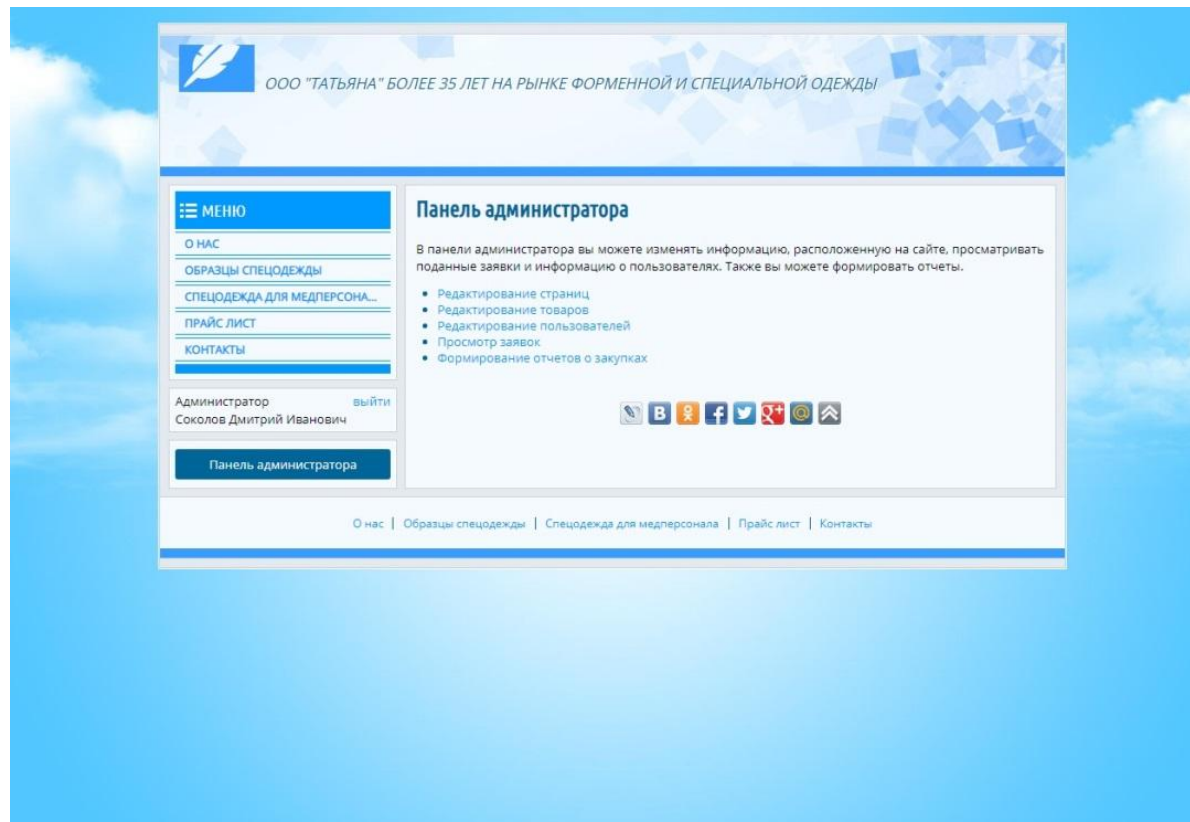 ООО "ТАТЬЯНА" БОЛЕЕ 35 ЛЕТ НА РЫНКЕ ФОРМЕННОЙ И СПЕЦИАЛЬНОЙ ОДЕЖДЫ
МЕНЮ
О НАС
ОБРАЗЦЫ СПЕЦОДЕЖДЫ
СПЕЦОДЕЖДА ДЛЯ МЕДПЕРСОНА...
ПРАЙС ЛИСТ
КОНТАКТЫ
Администратор выйти
Соколов Дмитрий Иванович
Панель администратора
Панель администратора
В панели администратора вы можете изменять информацию, расположенную на сайте, просматривать
поданные заявки и информацию о пользователях. Также вы можете формировать отчеты.
Редактирование страниц
Редактирование товаров
Редактирование пользователей
Просмотр заявок
Формирование отчетов о закупках
О нас | Образцы спецодежды | Спецодежда для медперсонала | Прайс лист | Контакты